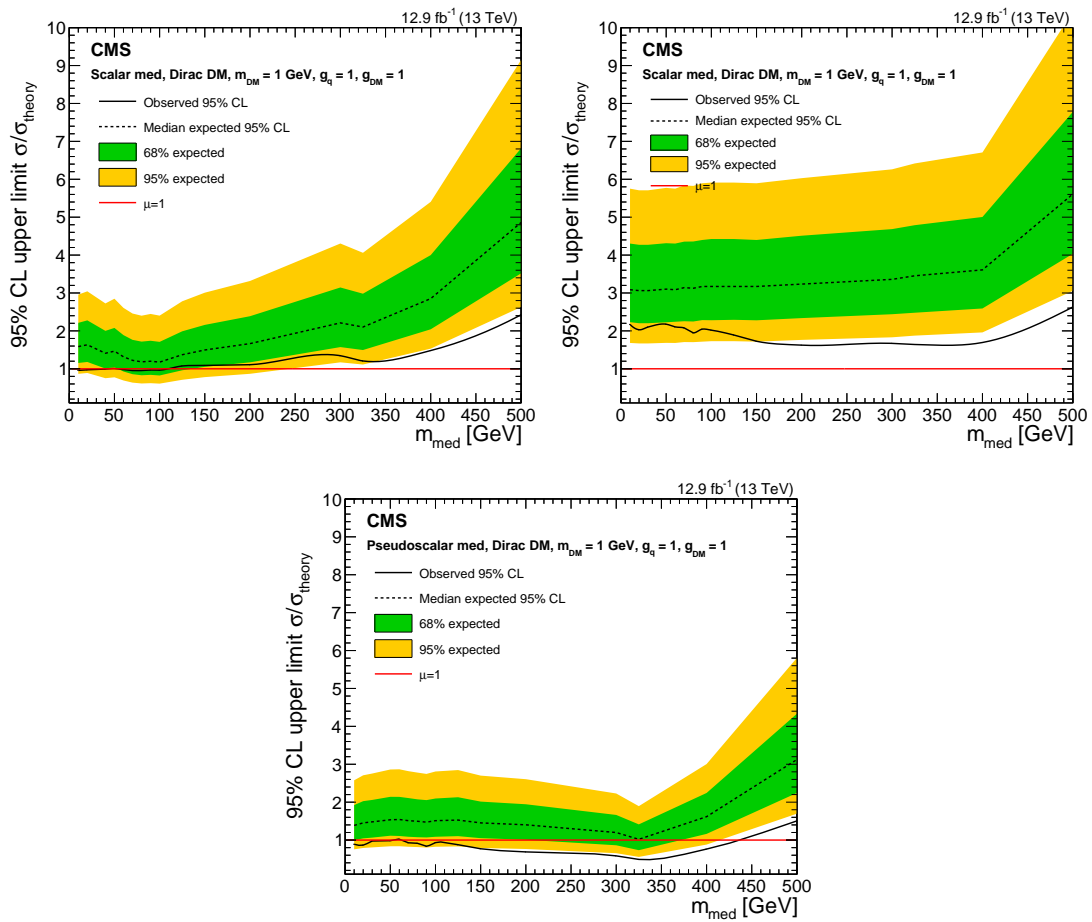 12.9 fb⁻¹ (13 TeV)
CMS
Scalar med, Dirac DM, m_DM = 1 GeV, g_q = 1, g_DM = 1
Observed 95% CL
Median expected 95% CL
68% expected
95% expected
μ=1
95% CL upper limit σ/σ_theory
10
9
8
7
6
5
4
3
2
1
0 50 100 150 200 250 300 350 400 450 500
m_med [GeV]
12.9 fb⁻¹ (13 TeV)
CMS
Scalar med, Dirac DM, m_DM = 1 GeV, g_q = 1, g_DM = 1
Observed 95% CL
Median expected 95% CL
68% expected
95% expected
μ=1
95% CL upper limit σ/σ_theory
10
9
8
7
6
5
4
3
2
1
0 50 100 150 200 250 300 350 400 450 500
m_med [GeV]
12.9 fb⁻¹ (13 TeV)
CMS
Pseudoscalar med, Dirac DM, m_DM = 1 GeV, g_q = 1, g_DM = 1
Observed 95% CL
Median expected 95% CL
68% expected
95% expected
μ=1
95% CL upper limit σ/σ_theory
10
9
8
7
6
5
4
3
2
1
0 50 100 150 200 250 300 350 400 450 500
m_med [GeV]